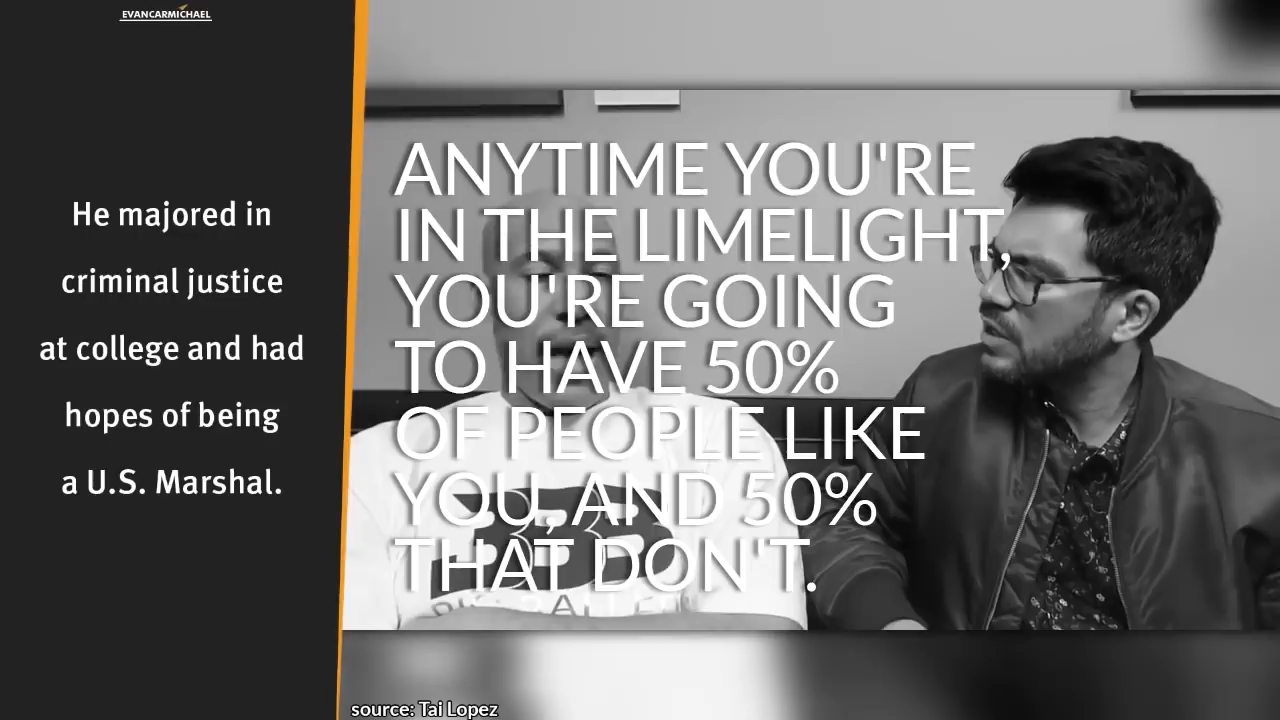 EVANCARMICHAEL
He majored in
criminal justice
at college and had
hopes of being
a U.S. Marshal.
ANYTIME YOU'RE
IN THE LIMELIGHT,
YOU'RE GOING
TO HAVE 50%
OF PEOPLE LIKE
YOU, AND 50%
THAT DON'T.
source: Tai Lopez